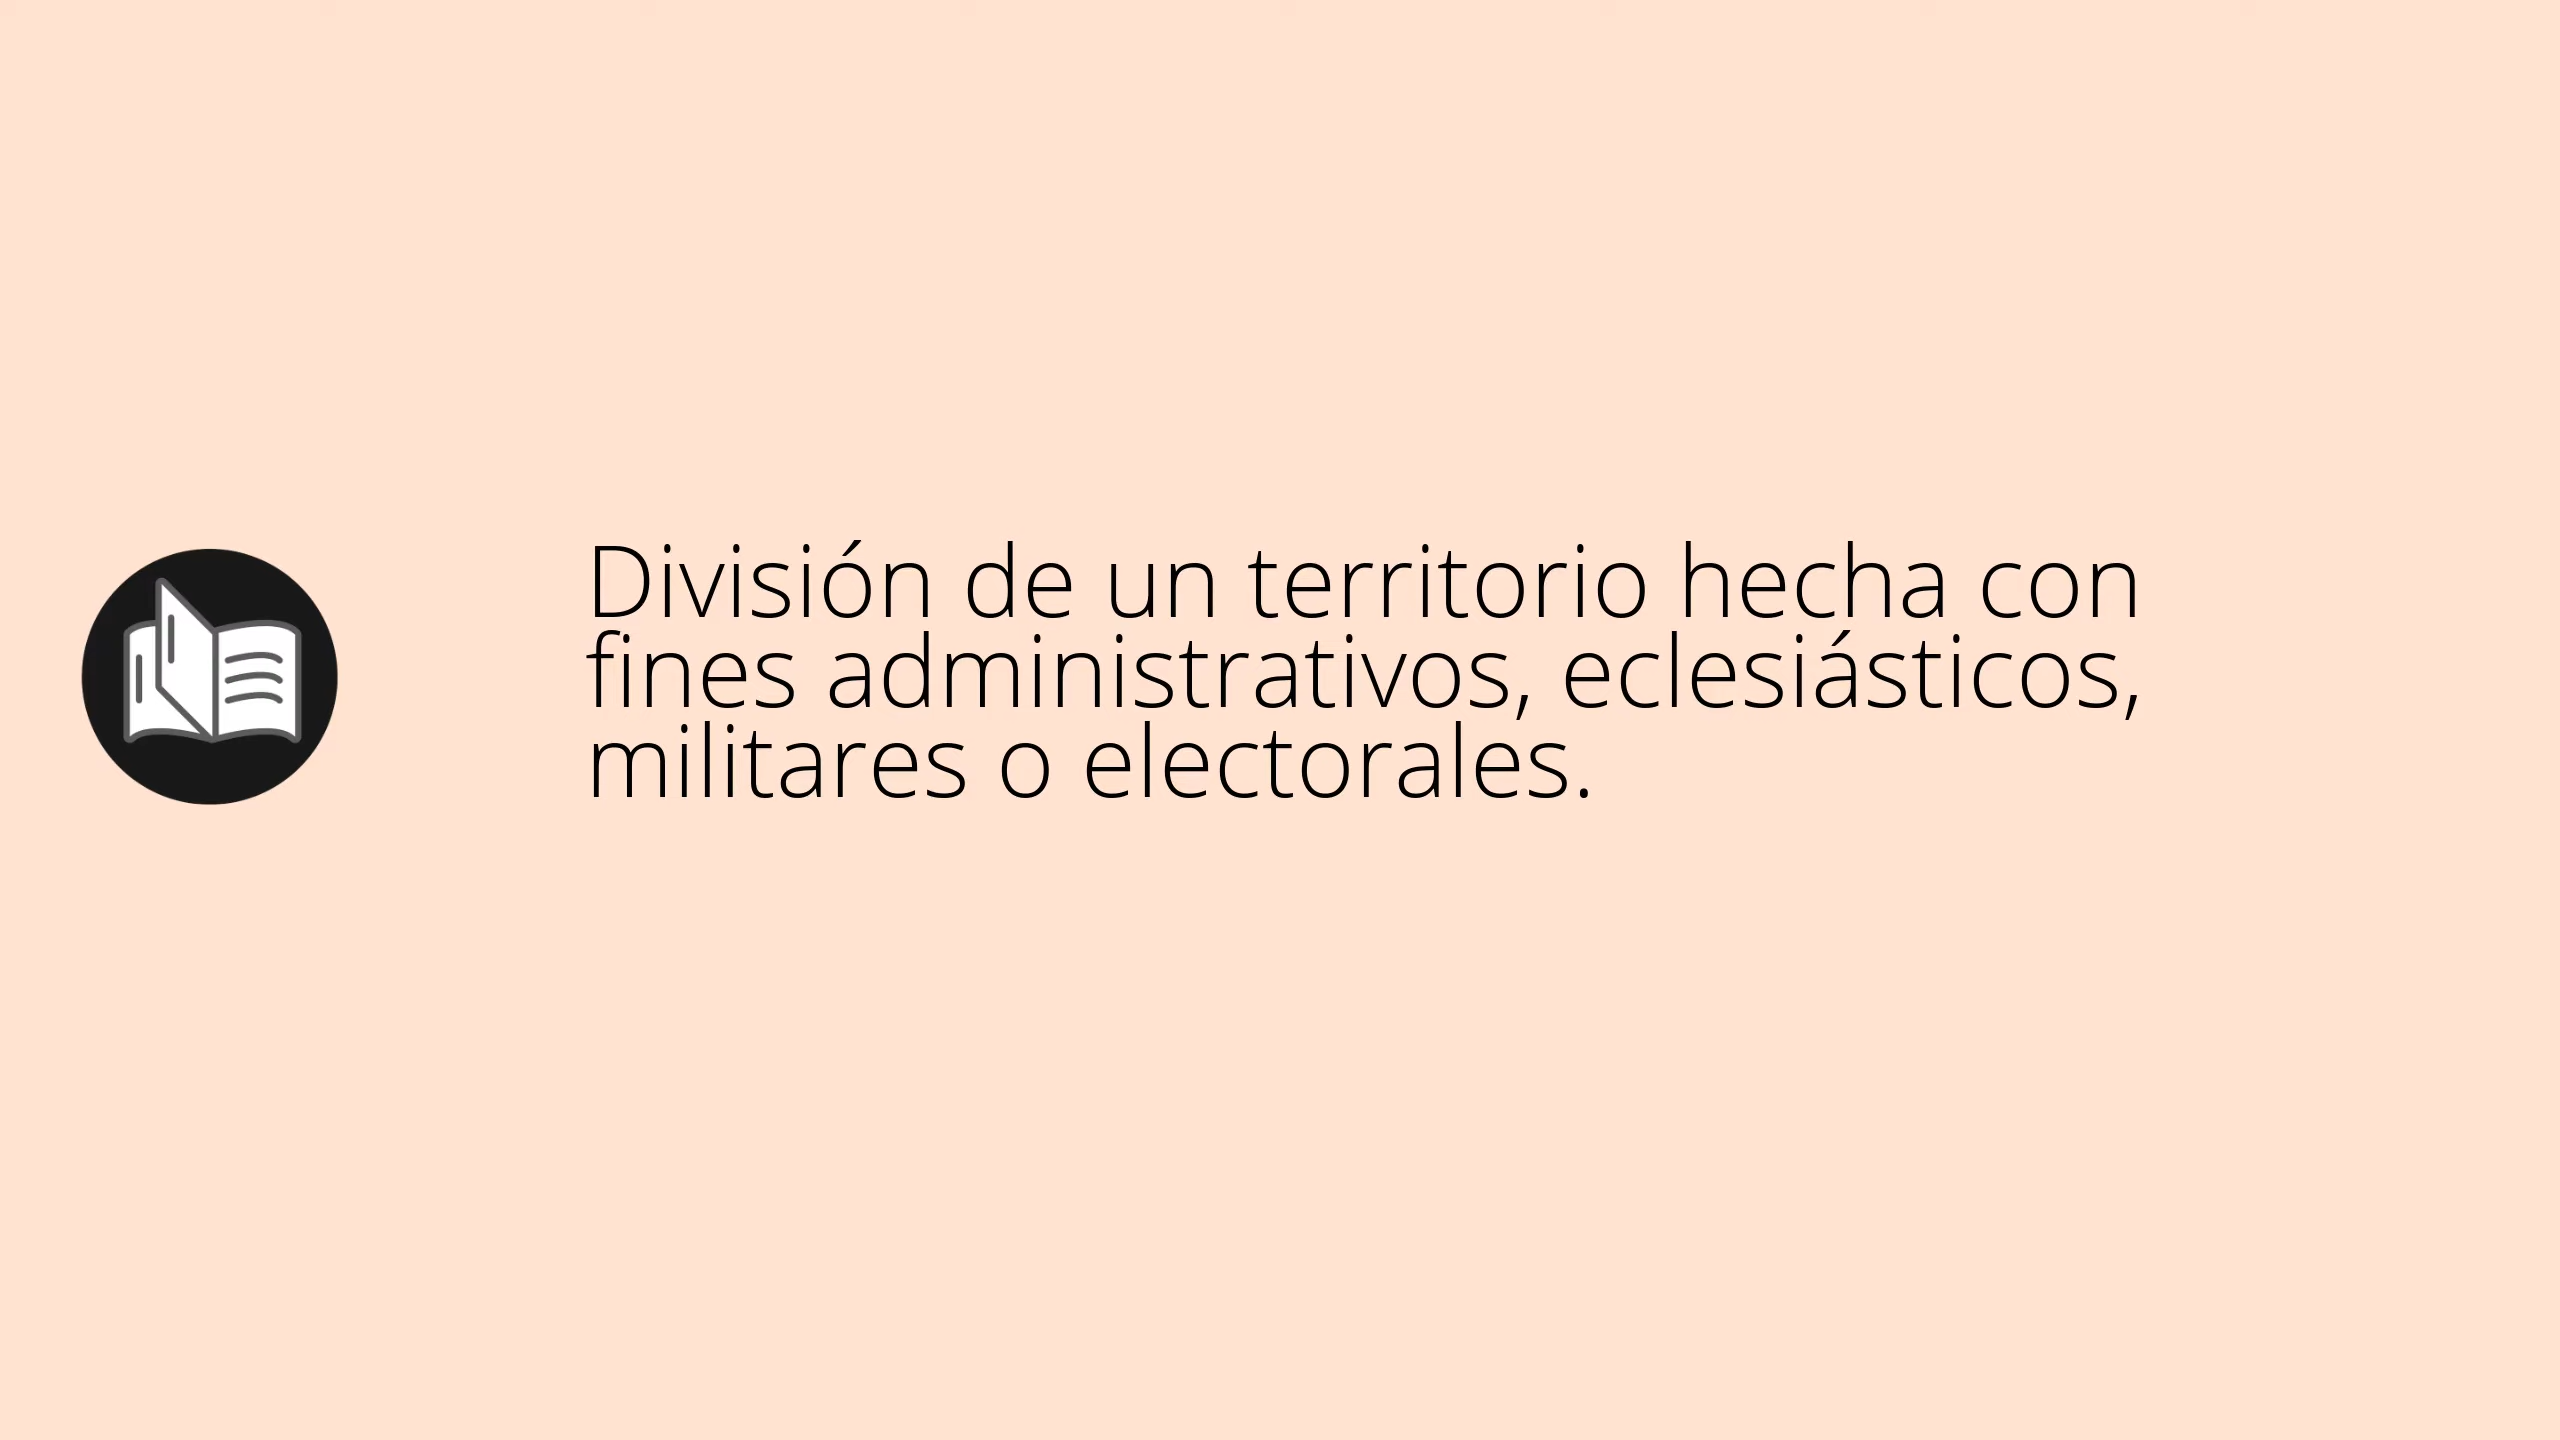 División de un territorio hecha con
fines administrativos, eclesiásticos,
militares o electorales.